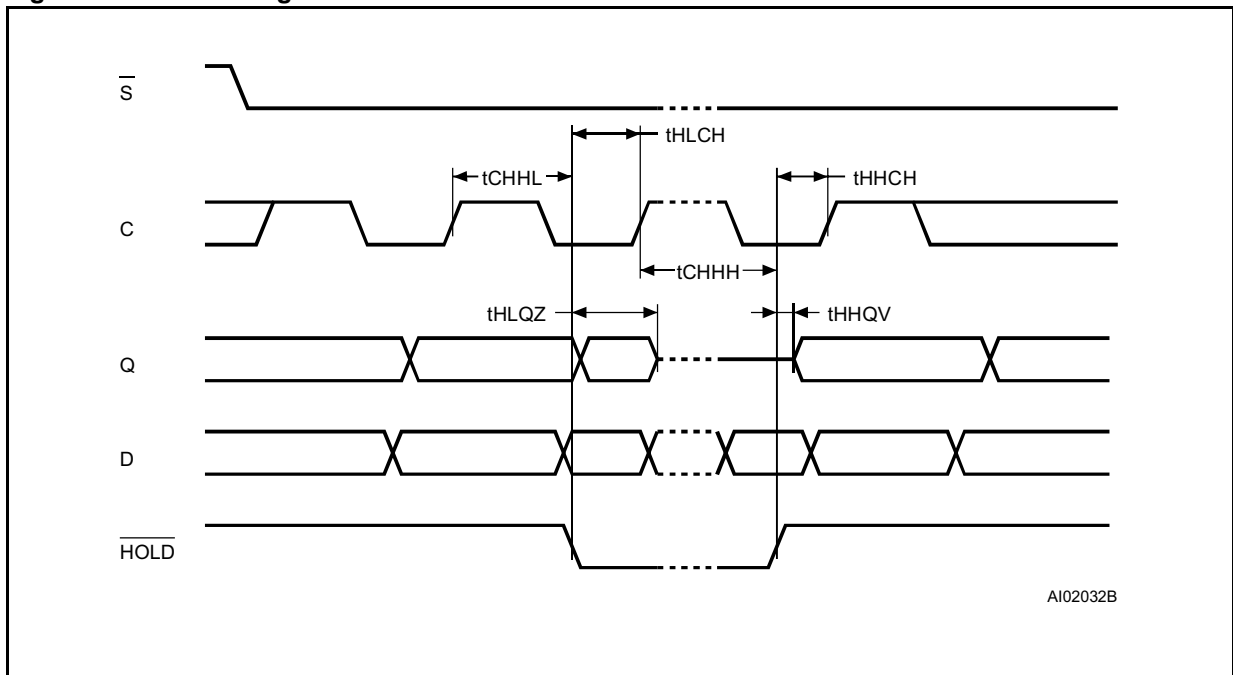 S
tHLCH
tCHHL
tHHCH
C
tCHHH
tHLQZ
tHHQV
Q
D
HOLD
AI02032B